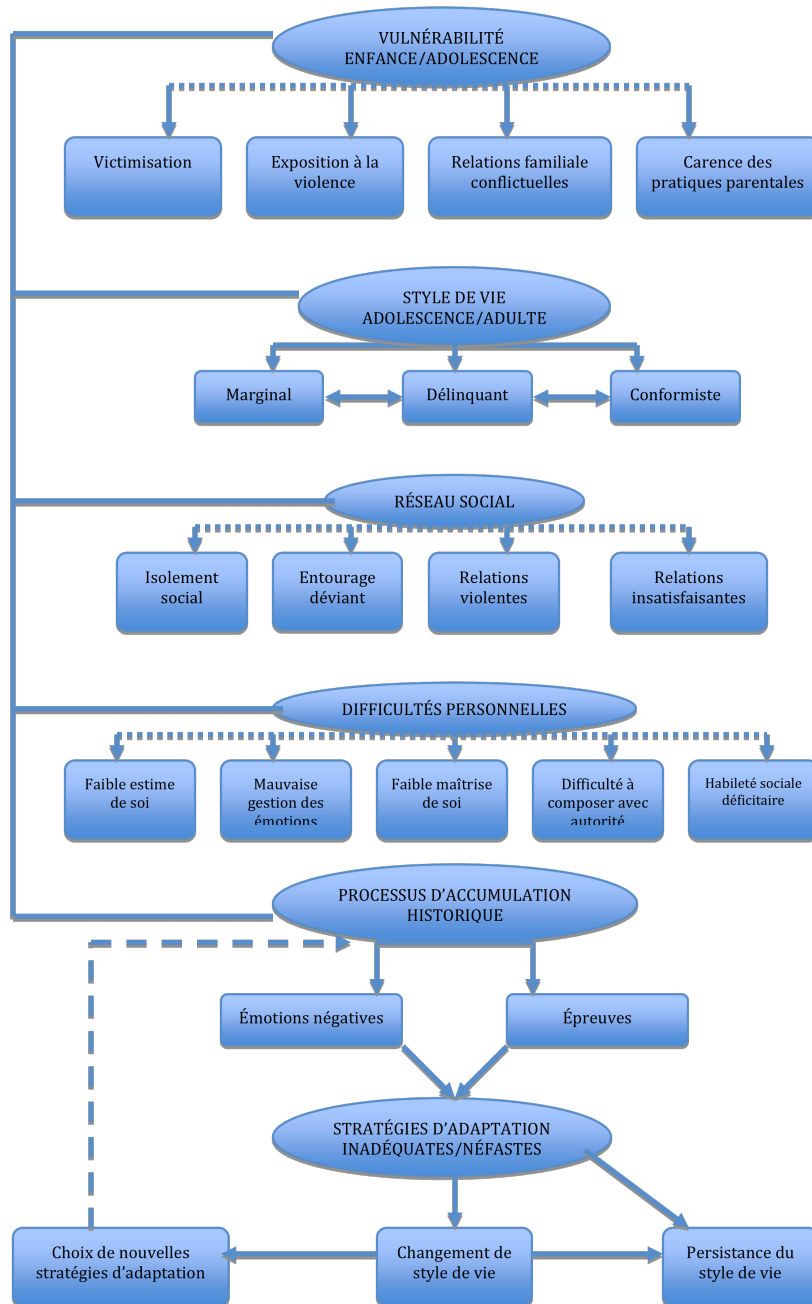 VULNÉRABILITÉ
ENFANCE/ADOLESCENCE
Victimisation
Exposition à la
violence
Relations familiale
conflictuelles
Carence des
pratiques parentales
STYLE DE VIE
ADOLESCENCE/ADULTE
Marginal
Délinquant
Conformiste
RÉSEAU SOCIAL
Isolement
social
Entourage
déviant
Relations
violentes
Relations
insatisfaisantes
DIFFICULTÉS PERSONNELLES
Faible estime
de soi
Mauvaise
gestion des
émotions
Faible maîtrise
de soi
Difficulté à
composer avec
autorité
Habileté sociale
déficitaire
PROCESSUS D’ACCUMULATION
HISTORIQUE
Émotions négatives
Épreuves
STRATÉGIES D’ADAPTATION
INADÉQUATES/NÉFASTES
Choix de nouvelles
stratégies d’adaptation
Changement de
style de vie
Persistance du
style de vie